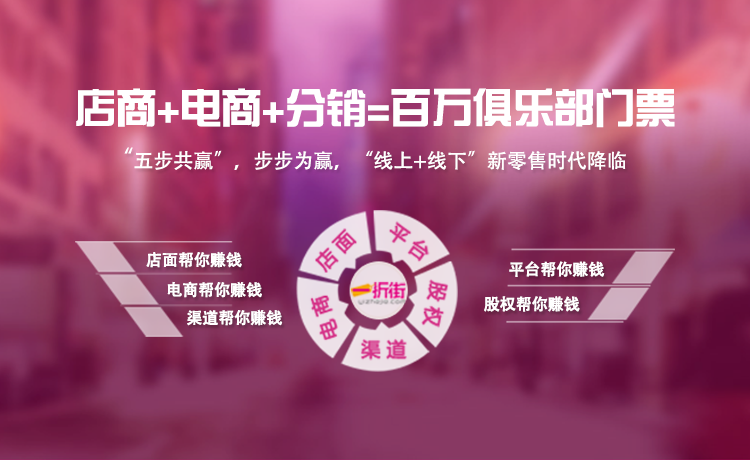 店商+电商+分销=百万俱乐部门票
“五步共赢”，步步为赢，“线上+线下”新零售时代降临
店面帮你赚钱
电商帮你赚钱
渠道帮你赚钱
店面
平台
电商
股权
渠道
一折街
平台帮你赚钱
股权帮你赚钱